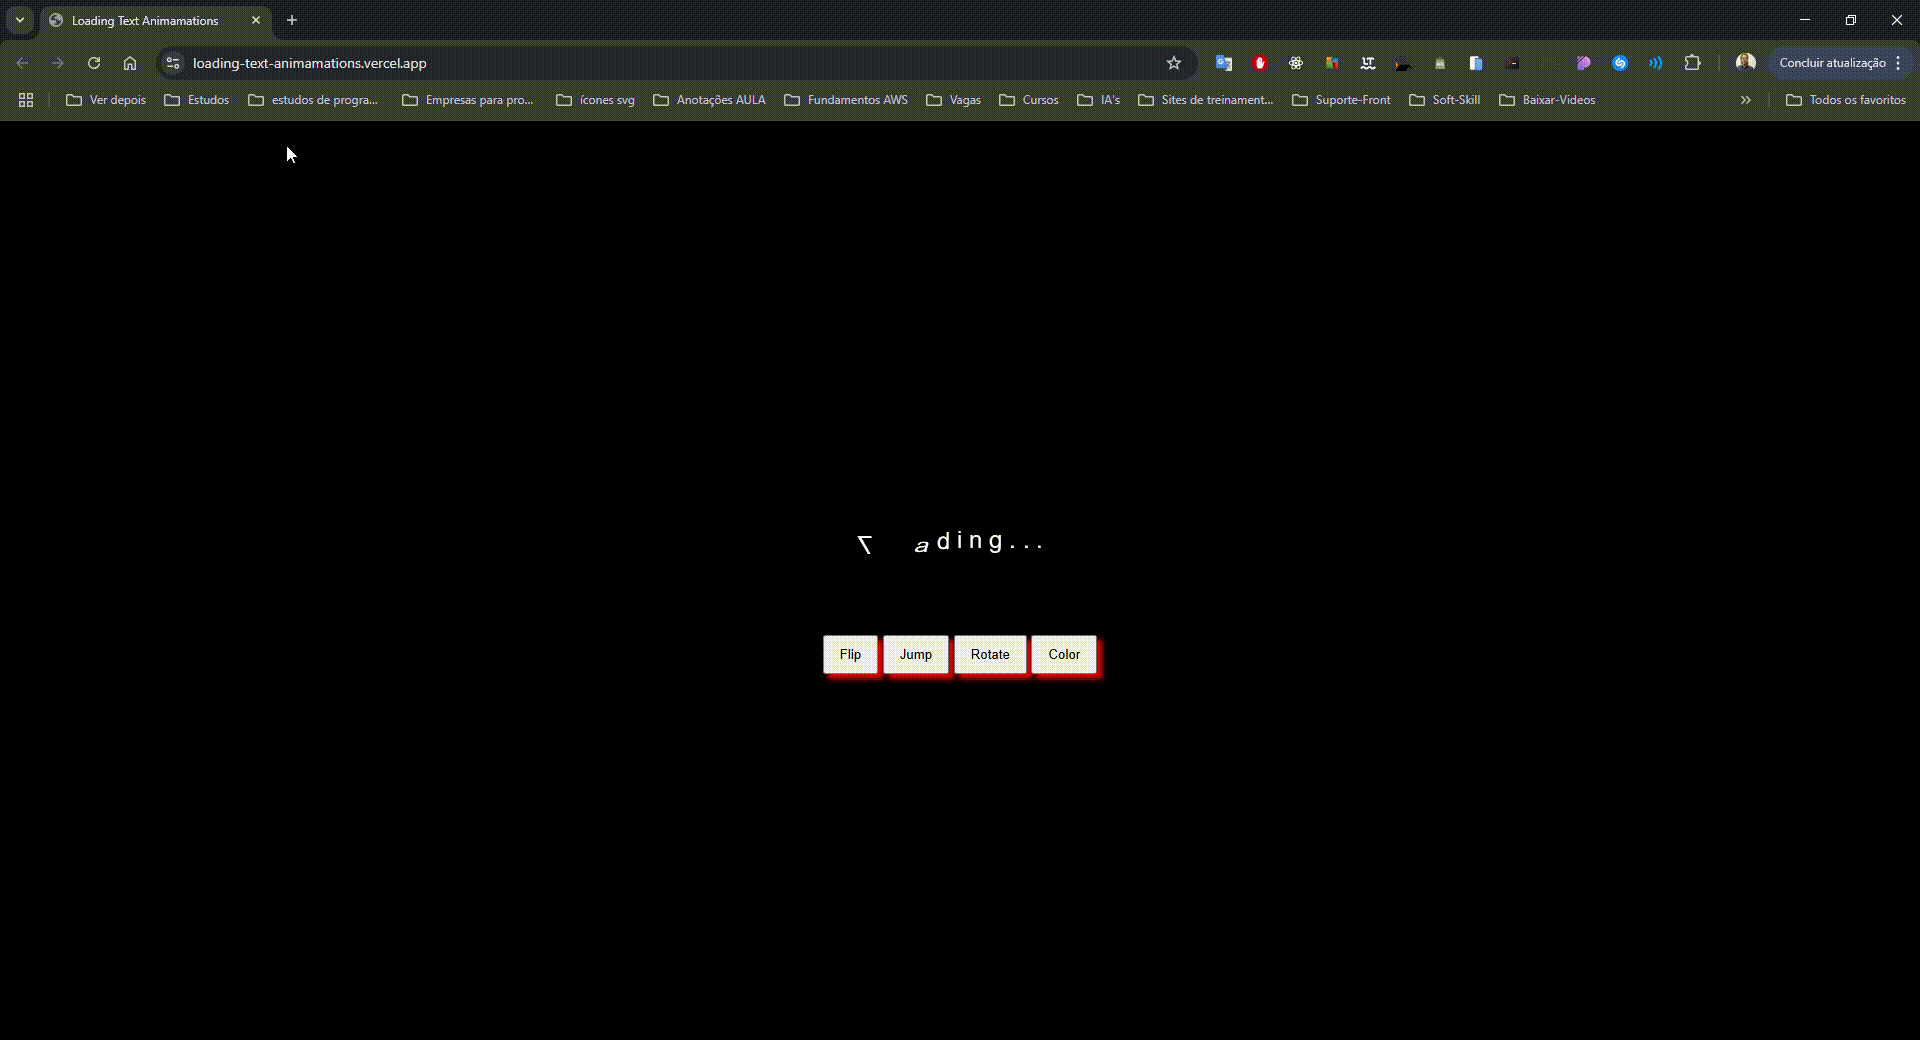 Loading Text Animamations
loading-text-animamations.vercel.app
Concluir atualização
Ver depois Estudos estudos de progra... Empresas para pro... ícones svg Anotações AULA Fundamentos AWS Vagas Cursos IA's Sites de treinament... Suporte-Front Soft-Skill Baixar-Videos » Todos os favoritos
ading...
Flip Jump Rotate Color